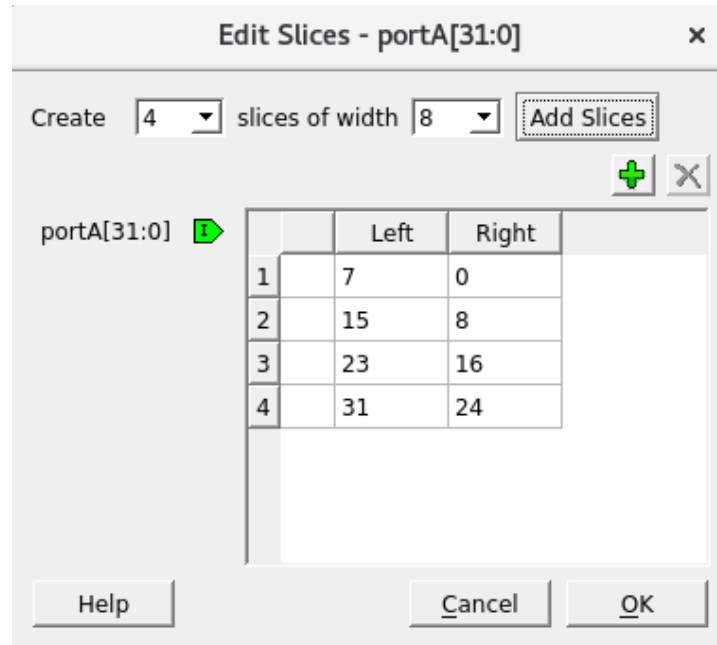 Edit Slices - portA[31:0]
Create 4 slices of width 8 Add Slices
portA[31:0] I
Left Right
1 7 0
2 15 8
3 23 16
4 31 24
Help Cancel OK